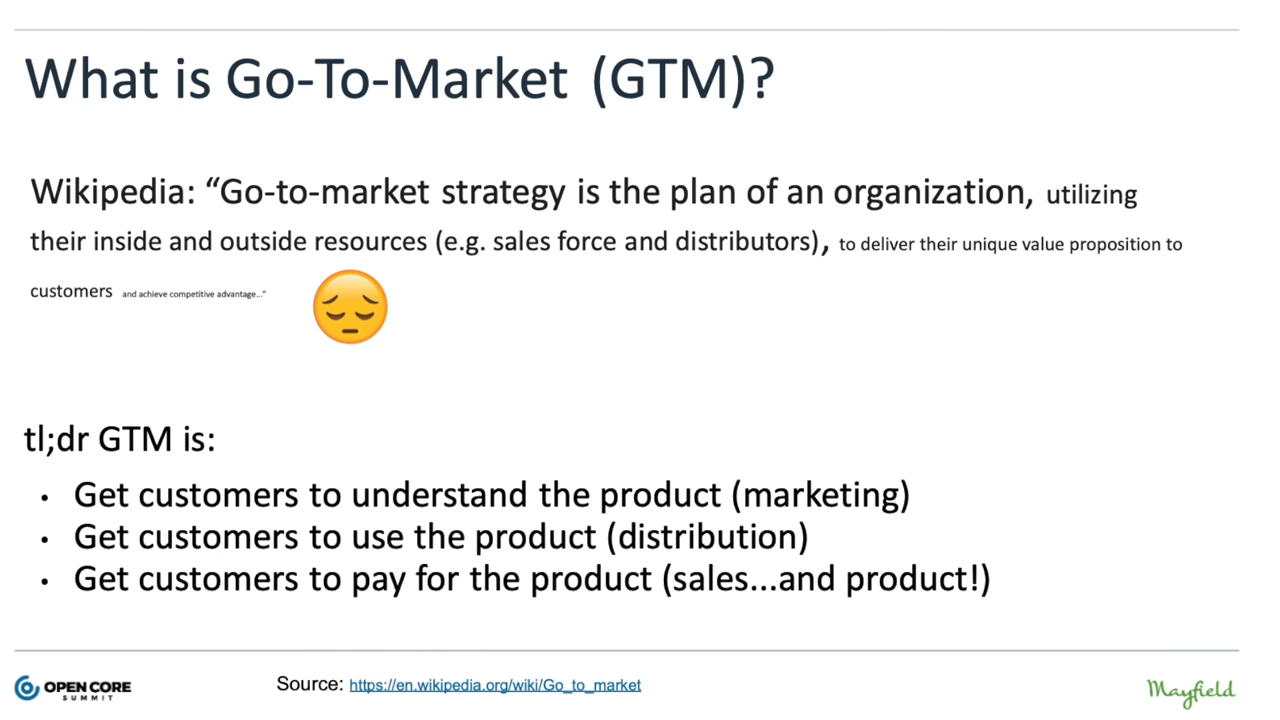 What is Go-To-Market (GTM)?
Wikipedia: “Go-to-market strategy is the plan of an organization, utilizing
their inside and outside resources (e.g. sales force and distributors), to deliver their unique value proposition to
customers and achieve competitive advantage...”
tl;dr GTM is:
• Get customers to understand the product (marketing)
• Get customers to use the product (distribution)
• Get customers to pay for the product (sales...and product!)
OPEN CORE
SUMMIT
Source: https://en.wikipedia.org/wiki/Go_to_market
Mayfield